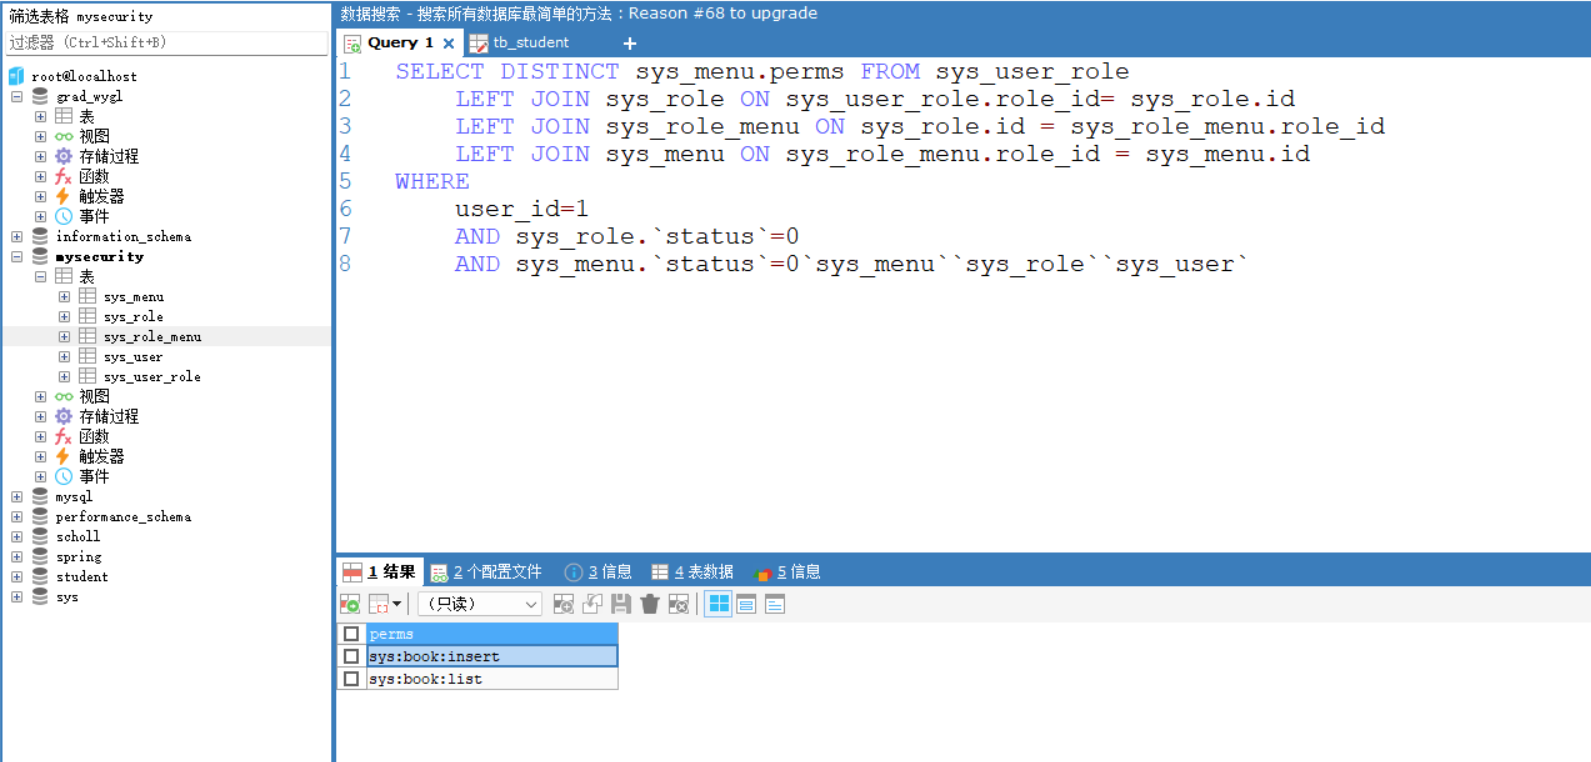 筛选表格 mysecurity
过滤器 (Ctrl+Shift+B)
root@localhost
grad_wygl
表
视图
存储过程
函数
触发器
事件
information_schema
mysecurity
表
sys_menu
sys_role
sys_role_menu
sys_user
sys_user_role
视图
存储过程
函数
触发器
事件
mysql
performance_schema
scholl
spring
student
sys
数据搜索 - 搜索所有数据库最简单的方法：Reason #68 to upgrade
Query 1 × tb_student +
1 SELECT DISTINCT sys_menu.perms FROM sys_user_role
2 LEFT JOIN sys_role ON sys_user_role.role_id= sys_role.id
3 LEFT JOIN sys_role_menu ON sys_role.id = sys_role_menu.role_id
4 LEFT JOIN sys_menu ON sys_role_menu.role_id = sys_menu.id
5 WHERE
6 user_id=1
7 AND sys_role.`status`=0
8 AND sys_menu.`status`=0`sys_menu``sys_role``sys_user`
1 结果 2 个配置文件 3 信息 4 表数据 5 信息
（只读）
perms
sys:book:insert
sys:book:list